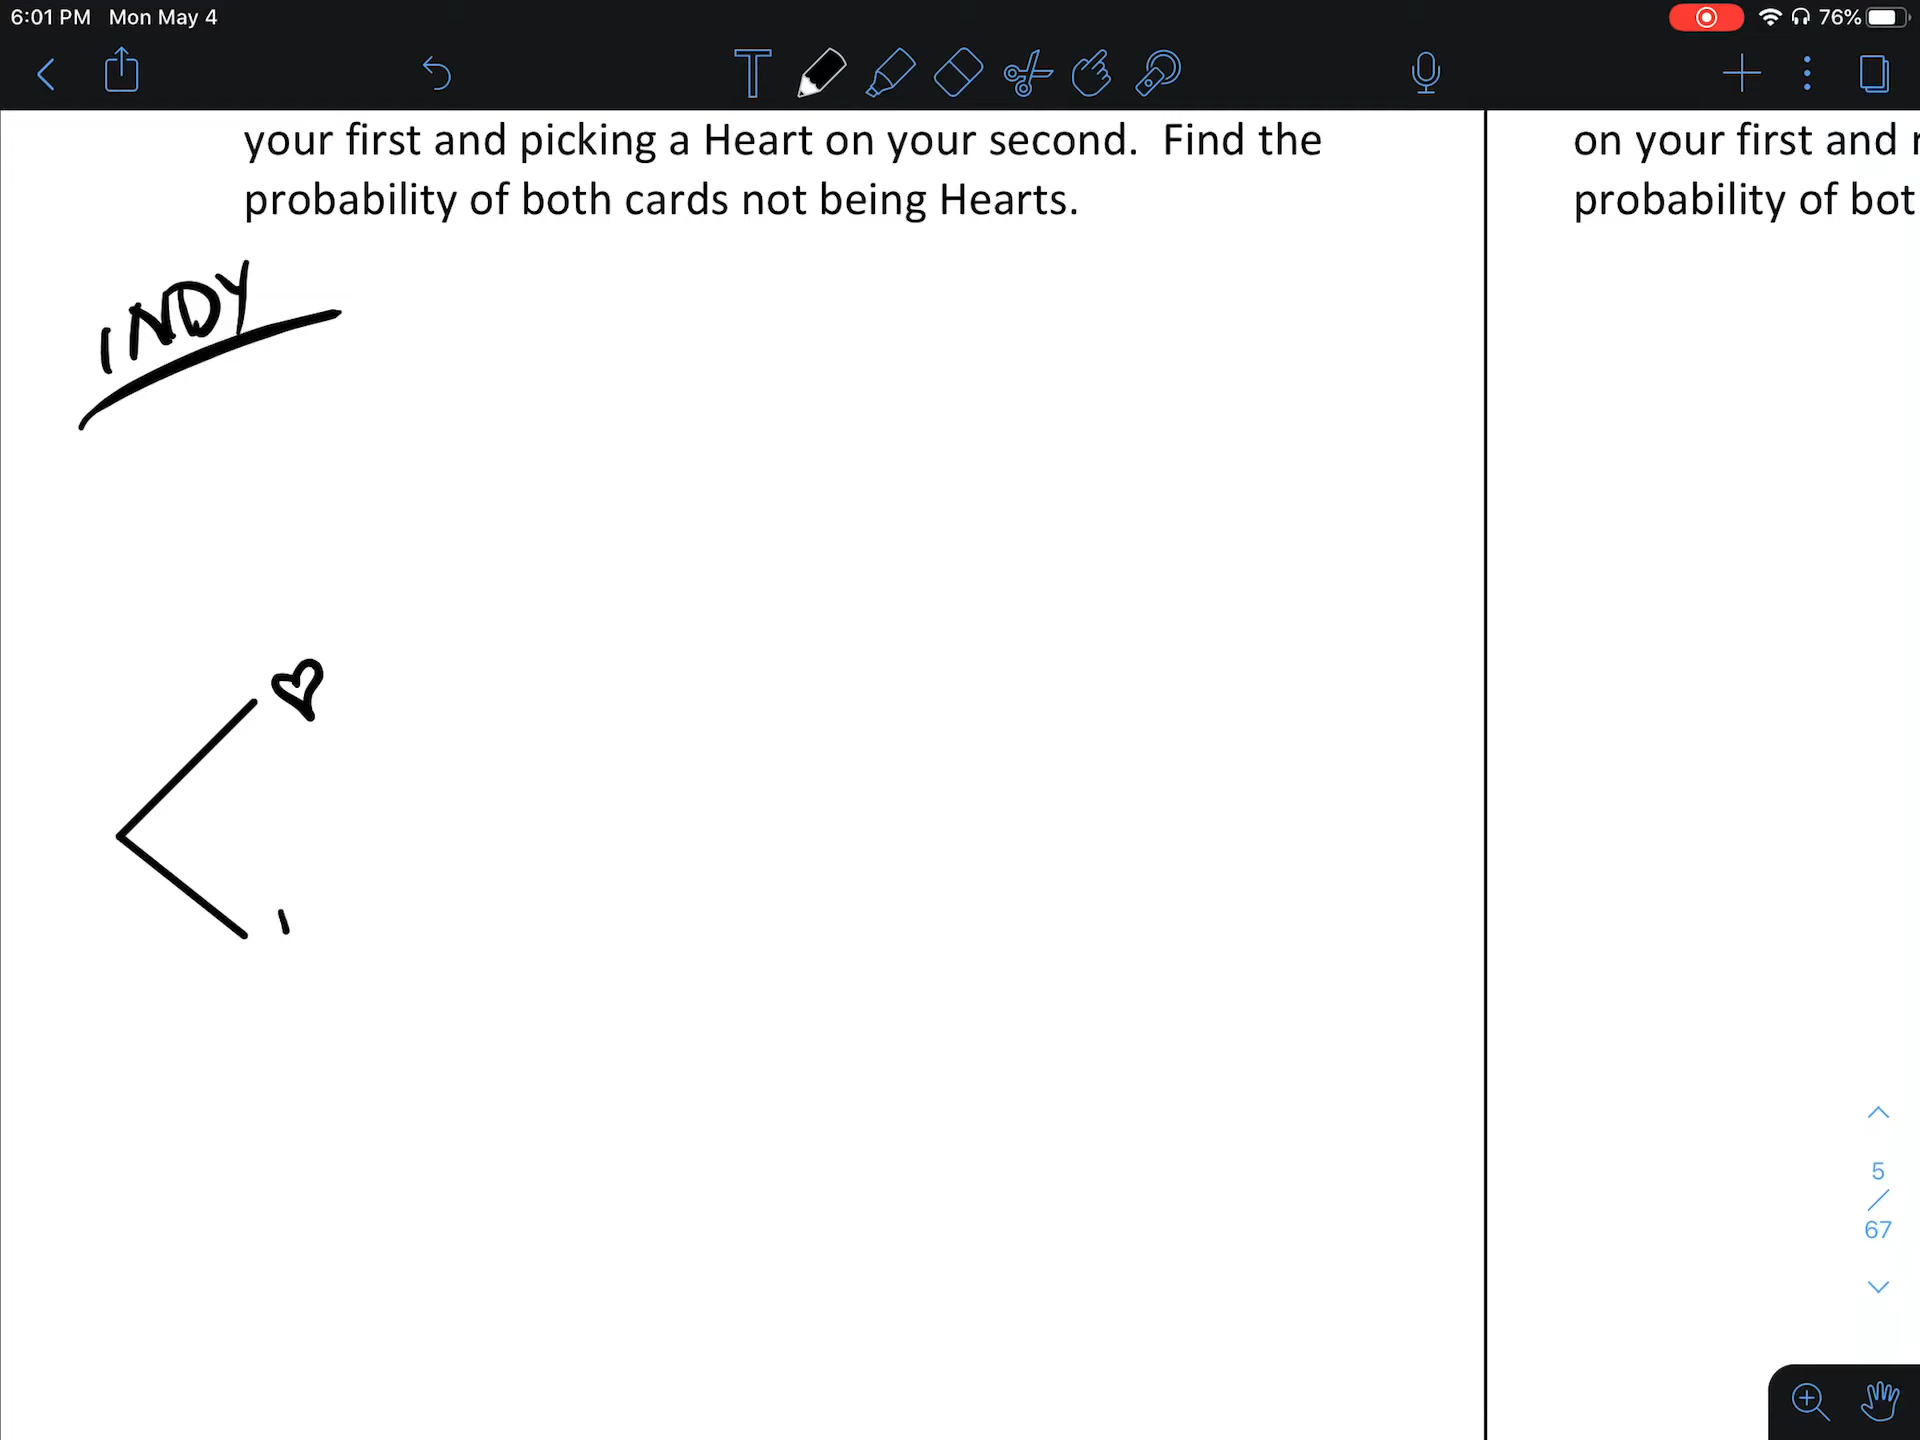 6:01 PM Mon May 4
76%
T
your first and picking a Heart on your second. Find the
probability of both cards not being Hearts.
on your first and
probability of bot
INDY
5
/
67